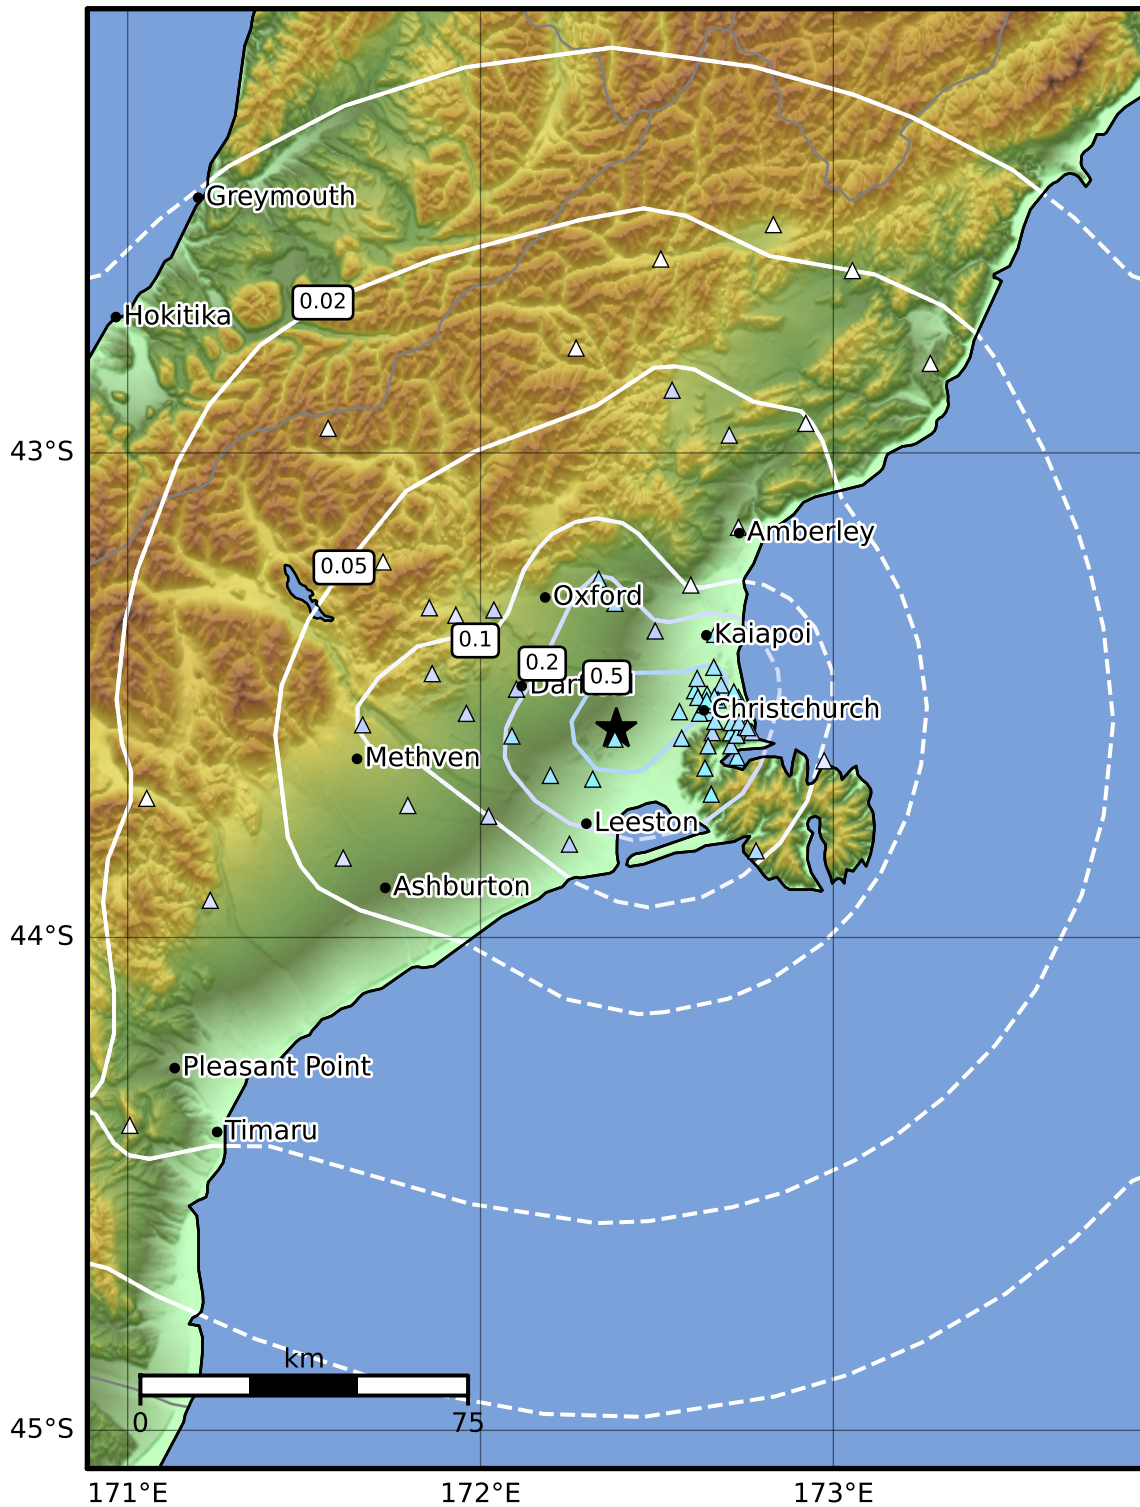 Greymouth
0.02
Hokitika
43°S
Amberley
0.05
Oxford
Kaiapoi
0.1
0.2
0.5
Christchurch
Methven
Leeston
Ashburton
44°S
Pleasant Point
Timaru
km
0
75
45°S
171°E
172°E
173°E